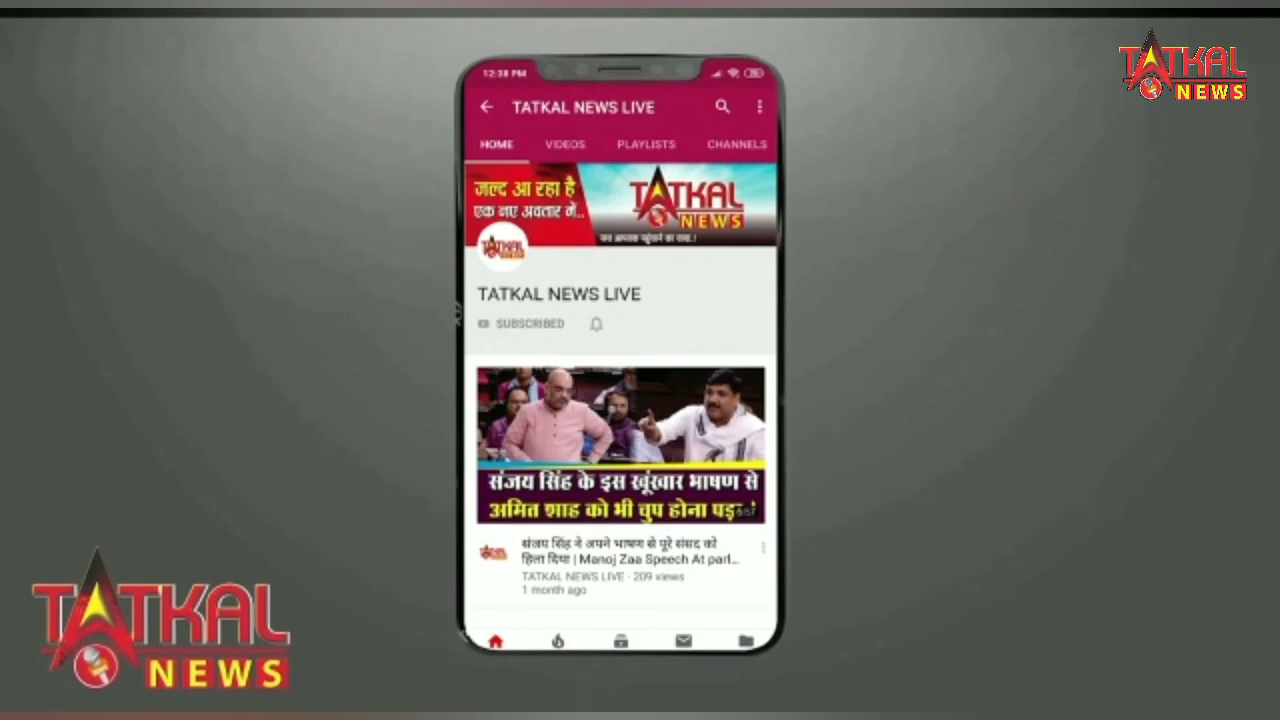 TATKAL
NEWS
12:38 PM
TATKAL NEWS LIVE
HOME VIDEOS PLAYLISTS CHANNELS
जल्द आ रहा है
एक नए अवतार में..
TATKAL
NEWS
TATKAL
TATKAL NEWS LIVE
SUBSCRIBED
संजय सिंह के इस खूंखार भाषण से
अमित शाह को भी चुप होना पड़
संजय सिंह ने अपने भाषण से पूरे संसद को
हिला दिया | Manoj Zaa Speech At parl...
TATKAL NEWS LIVE · 209 views
1 month ago
TATKAL
NEWS